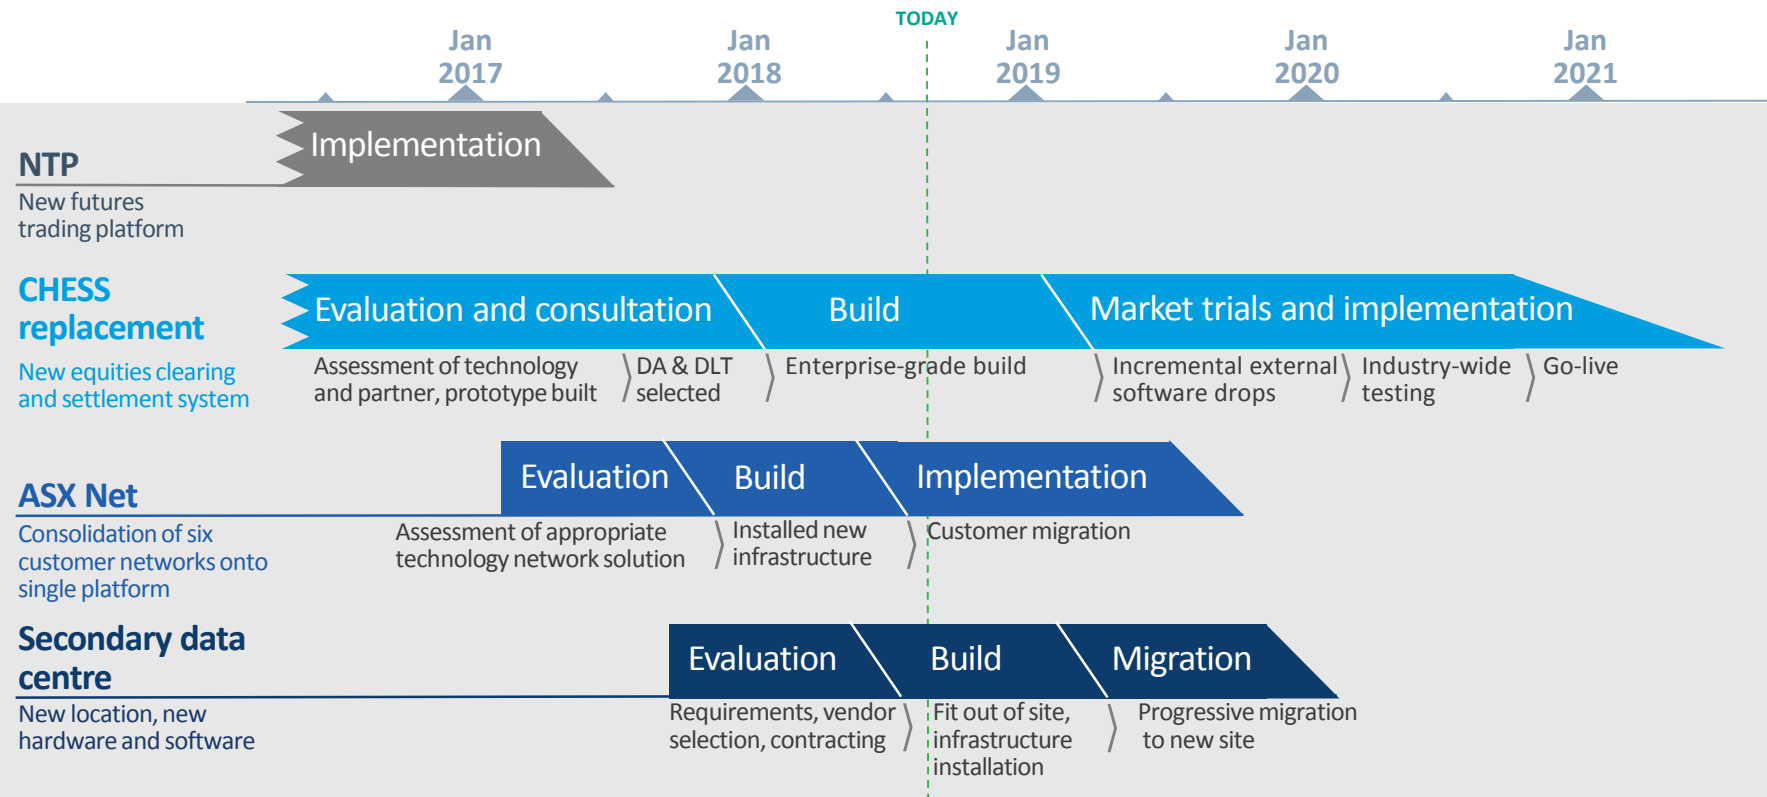 TODAY
Jan
2017
Jan
2018
Jan
2019
Jan
2020
Jan
2021
NTP
New futures
trading platform
Implementation
CHESS
replacement
New equities clearing
and settlement system
Evaluation and consultation
Build
Market trials and implementation
Assessment of technology
and partner, prototype built
DA & DLT
selected
Enterprise-grade build
Incremental external
software drops
Industry-wide
testing
Go-live
ASX Net
Consolidation of six
customer networks onto
single platform
Evaluation
Build
Implementation
Assessment of appropriate
technology network solution
Installed new
infrastructure
Customer migration
Secondary data
centre
New location, new
hardware and software
Evaluation
Build
Migration
Requirements, vendor
selection, contracting
Fit out of site,
infrastructure
installation
Progressive migration
to new site